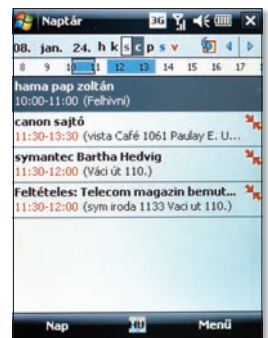 Naptár 3G
08. jan. 24. h k s c p s v
8 9 10 11 12 13 14 15 16 17
hama pap zoltán
10:00-11:00 (Felhívni)
canon sajtó
11:30-13:30 (vista Café 1061 Paulay E. U...
symantec Bartha Hedvig
11:30-12:00 (Váci út 110.)
Feltételes: Telecom magazin bemut...
11:30-12:00 (sym iroda 1133 Vaci ut 110.)
Nap HU Menü